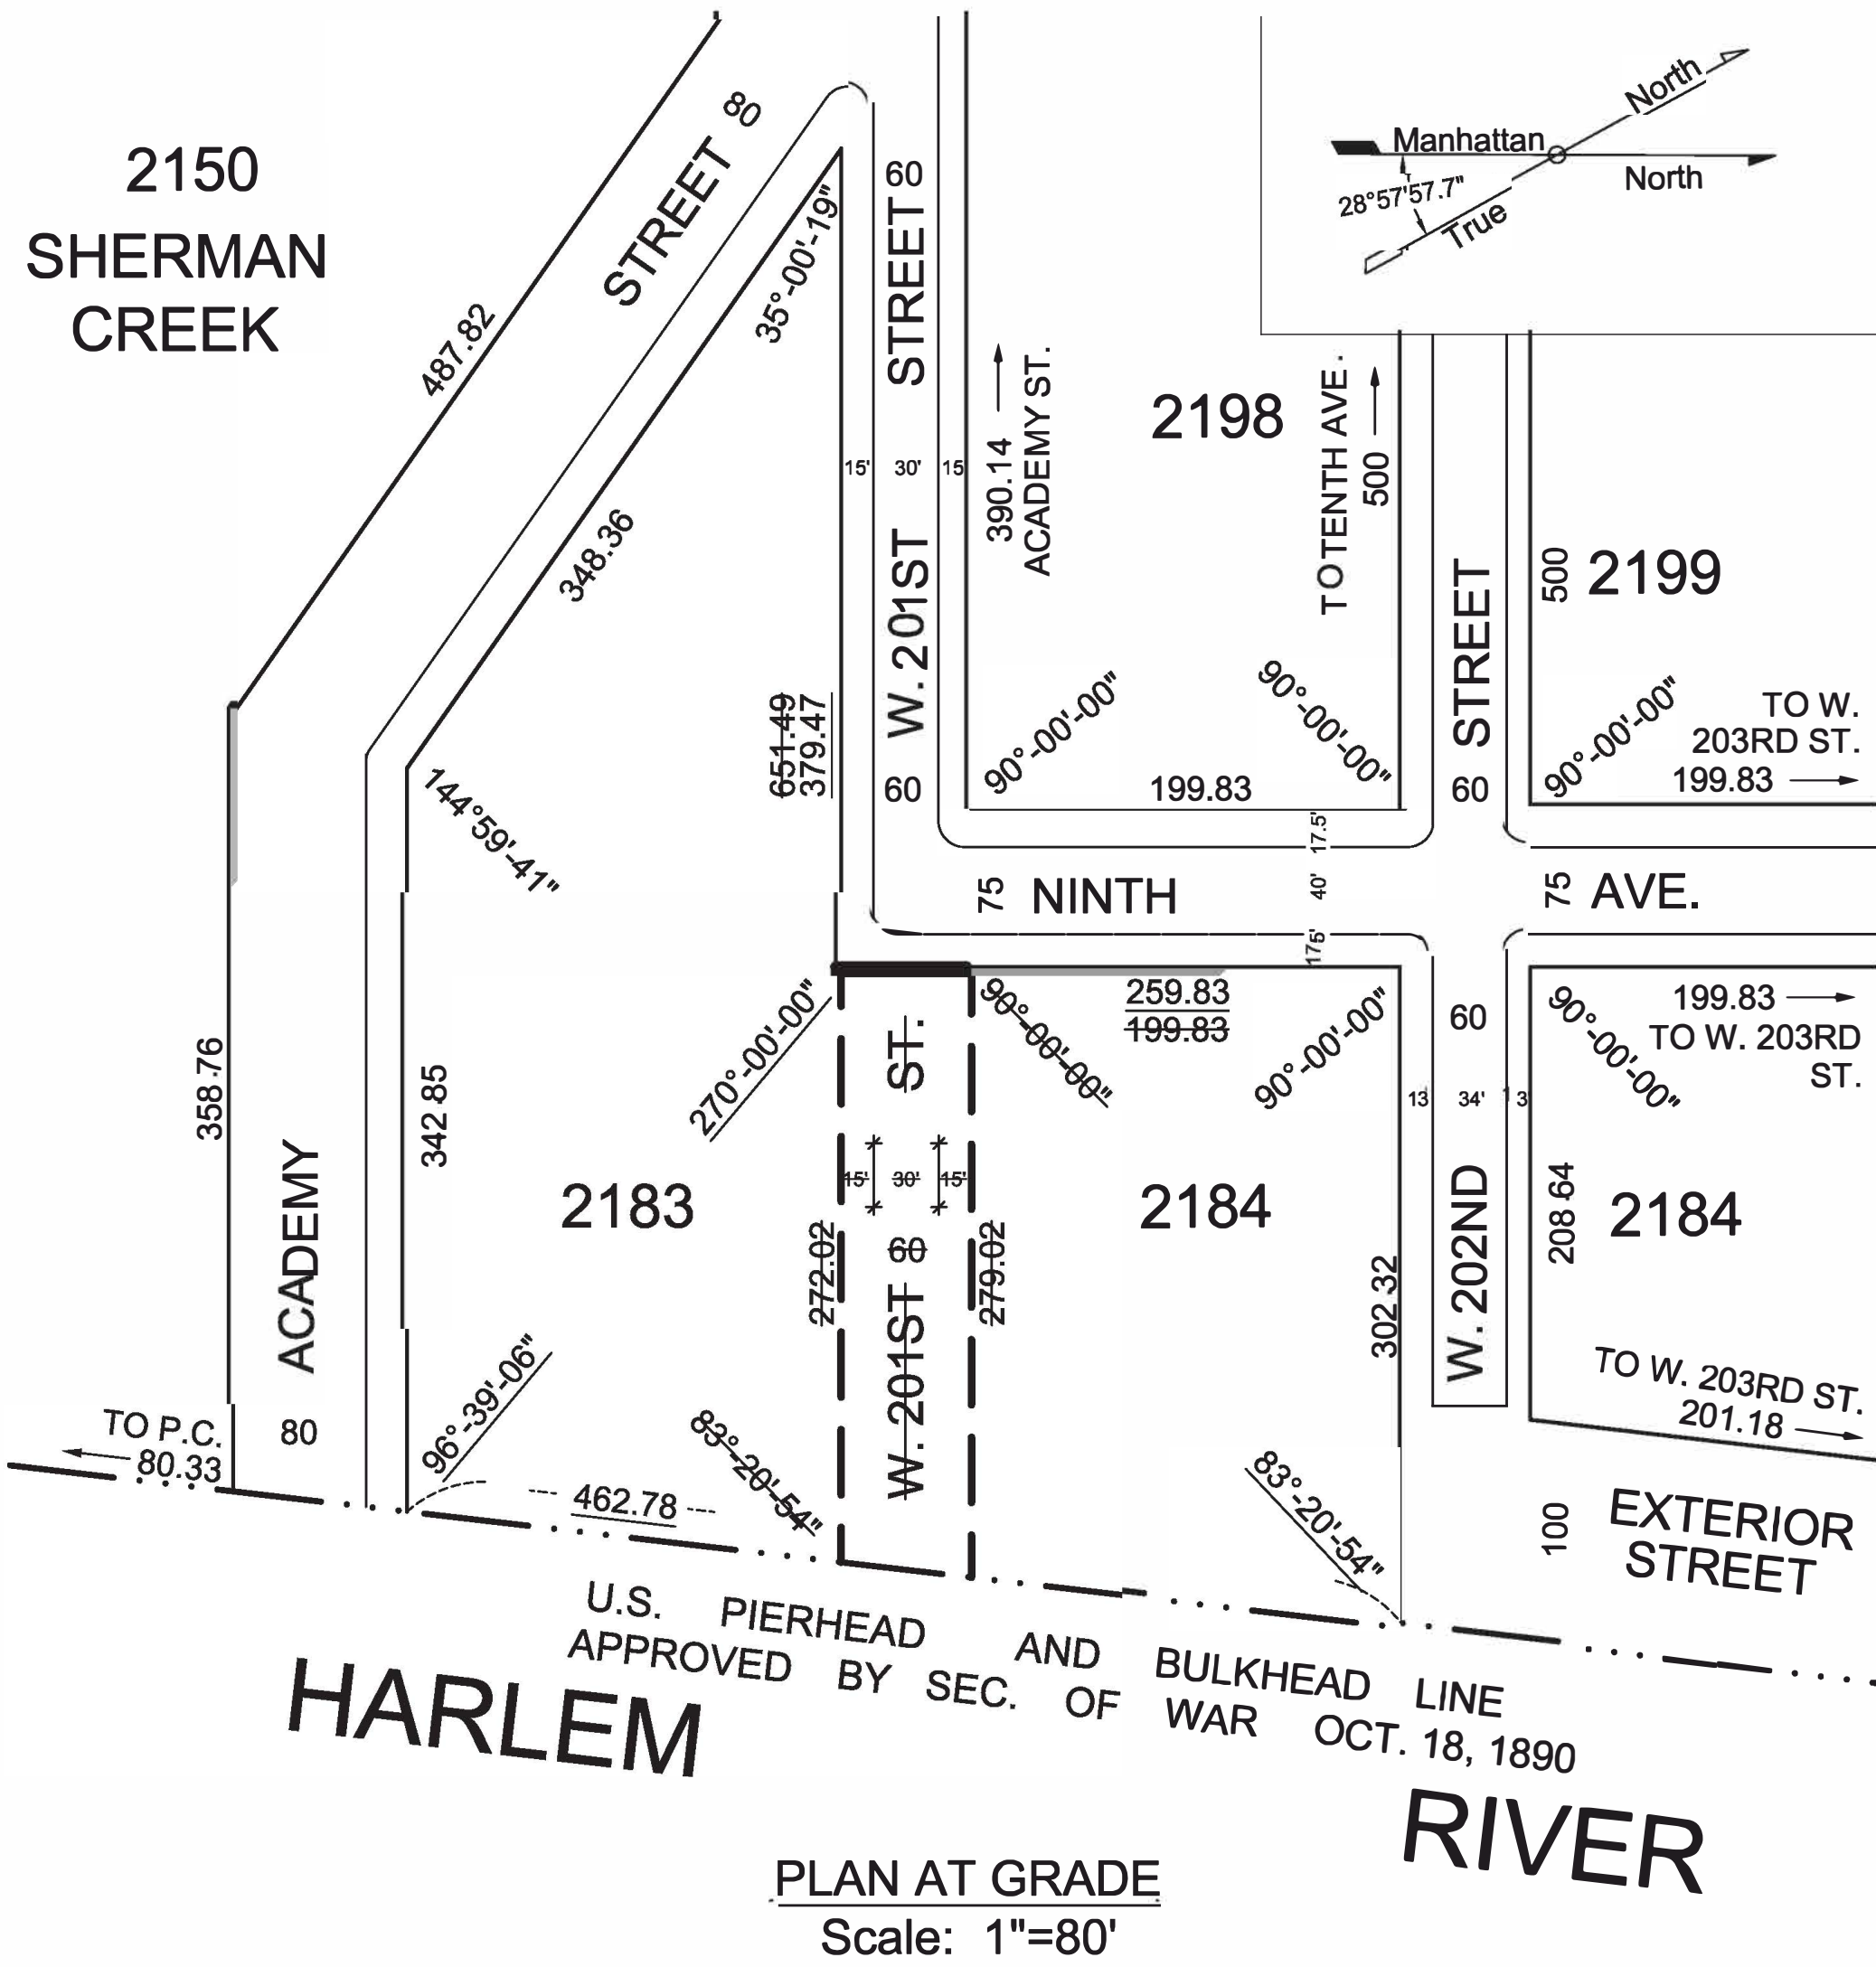 2150
SHERMAN
CREEK
STREET 80
487.82
348.36
35°-00'-19"
60
W. 201ST STREET
15' 30' 15
60
651.49
379.47
144°59'-41"
390.14
ACADEMY ST.
2198
TO TENTH AVE.
500
Manhattan
North
North
True
28°57'57.7"
STREET
60
500
2199
90°-00'-00"
90°-00'-00"
199.83
90°-00'-00"
TO W.
203RD ST.
199.83
17.5'
40'
175'
75 NINTH
75 AVE.
259.83
199.83
270°-00'-00"
90°-00'-00"
90°-00'-00"
60
90°-00'-00"
199.83
TO W. 203RD
ST.
358.76
ACADEMY
80
342.85
2183
ST.
15' 30' 15'
60
W. 201ST
272.02
279.02
2184
302.32
13 34' 13'
W. 202ND
208.64
2184
TO W. 203RD ST.
201.18
TO P.C.
80.33
96°-39'-06"
462.78
83°-20'-54"
83°-20'-54"
100
EXTERIOR
STREET
U.S. PIERHEAD AND BULKHEAD LINE
APPROVED BY SEC. OF WAR OCT. 18, 1890
HARLEM
RIVER
PLAN AT GRADE
Scale: 1"=80'